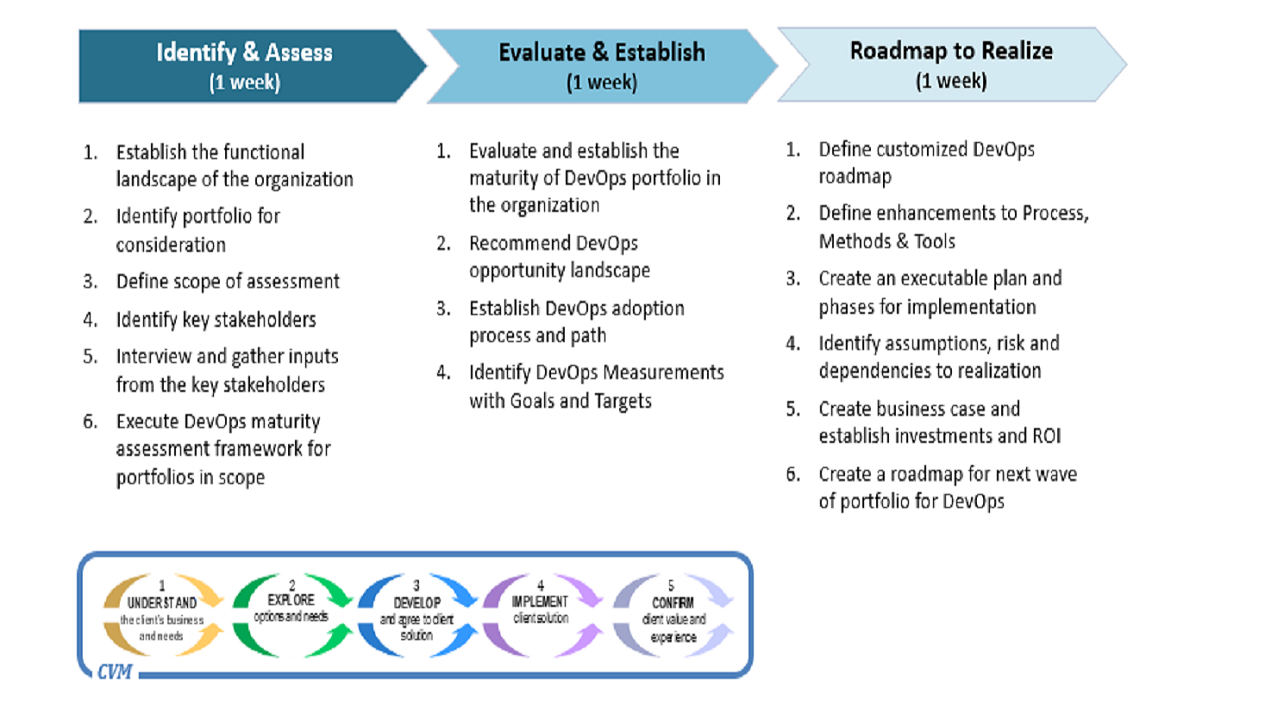 Identify & Assess
(1 week)
1. Establish the functional
landscape of the organization
2. Identify portfolio for
consideration
3. Define scope of assessment
4. Identify key stakeholders
5. Interview and gather inputs
from the key stakeholders
6. Execute DevOps maturity
assessment framework for
portfolios in scope
Evaluate & Establish
(1 week)
1. Evaluate and establish the
maturity of DevOps portfolio in
the organization
2. Recommend DevOps
opportunity landscape
3. Establish DevOps adoption
process and path
4. Identify DevOps Measurements
with Goals and Targets
Roadmap to Realize
(1 week)
1. Define customized DevOps
roadmap
2. Define enhancements to Process,
Methods & Tools
3. Create an executable plan and
phases for implementation
4. Identify assumptions, risk and
dependencies to realization
5. Create business case and
establish investments and ROI
6. Create a roadmap for next wave
of portfolio for DevOps
1
UNDERSTAND
the client's business
and needs
2
EXPLORE
options and needs
3
DEVELOP
and agree to client
solution
4
IMPLEMENT
client solution
5
CONFIRM
client value and
experience
CVM